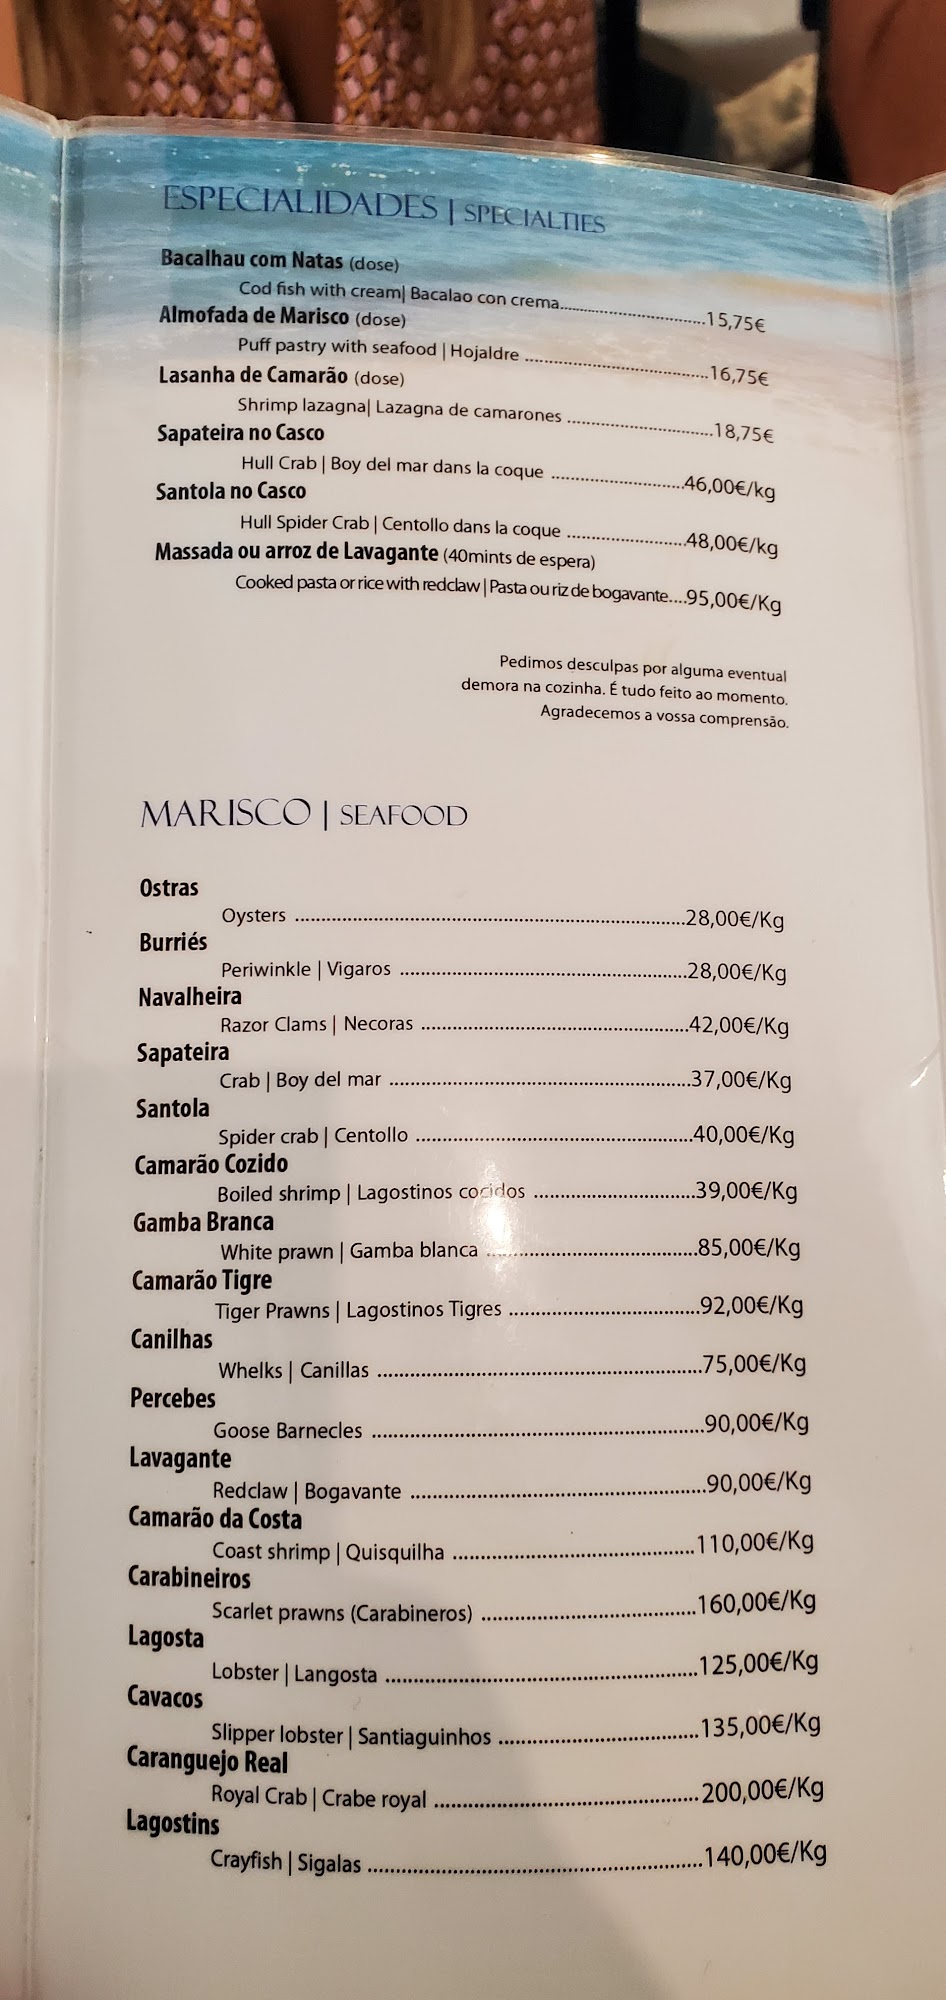 ESPECIALIDADES | SPECIALTIES
Bacalhau com Natas (dose)
Cod fish with cream| Bacalao con crema..........15,75€
Almofada de Marisco (dose)
Puff pastry with seafood | Hojaldre ..........16,75€
Lasanha de Camarão (dose)
Shrimp lazagna| Lazagna de camarones ..........18,75€
Sapateira no Casco
Hull Crab | Boy del mar dans la coque ..........46,00€/kg
Santola no Casco
Hull Spider Crab | Centollo dans la coque ..........48,00€/kg
Massada ou arroz de Lavagante (40mints de espera)
Cooked pasta or rice with redclaw | Pasta ou riz de bogavante....95,00€/Kg
Pedimos desculpas por alguma eventual
demora na cozinha. É tudo feito ao momento.
Agradecemos a vossa comprensão.
MARISCO | SEAFOOD
Ostras
Oysters ..........28,00€/Kg
Burriés
Periwinkle | Vigaros ..........28,00€/Kg
Navalheira
Razor Clams | Necoras ..........42,00€/Kg
Sapateira
Crab | Boy del mar ..........37,00€/Kg
Santola
Spider crab | Centollo ..........40,00€/Kg
Camarão Cozido
Boiled shrimp | Lagostinos cocidos ..........39,00€/Kg
Gamba Branca
White prawn | Gamba blanca ..........85,00€/Kg
Camarão Tigre
Tiger Prawns | Lagostinos Tigres ..........92,00€/Kg
Canilhas
Whelks | Canillas ..........75,00€/Kg
Percebes
Goose Barnecles ..........90,00€/Kg
Lavagante
Redclaw | Bogavante ..........90,00€/Kg
Camarão da Costa
Coast shrimp | Quisquilha ..........110,00€/Kg
Carabineiros
Scarlet prawns (Carabineros) ..........160,00€/Kg
Lagosta
Lobster | Langosta ..........125,00€/Kg
Cavacos
Slipper lobster | Santiaguinhos ..........135,00€/Kg
Caranguejo Real
Royal Crab | Crabe royal ..........200,00€/Kg
Lagostins
Crayfish | Sigalas ..........140,00€/Kg